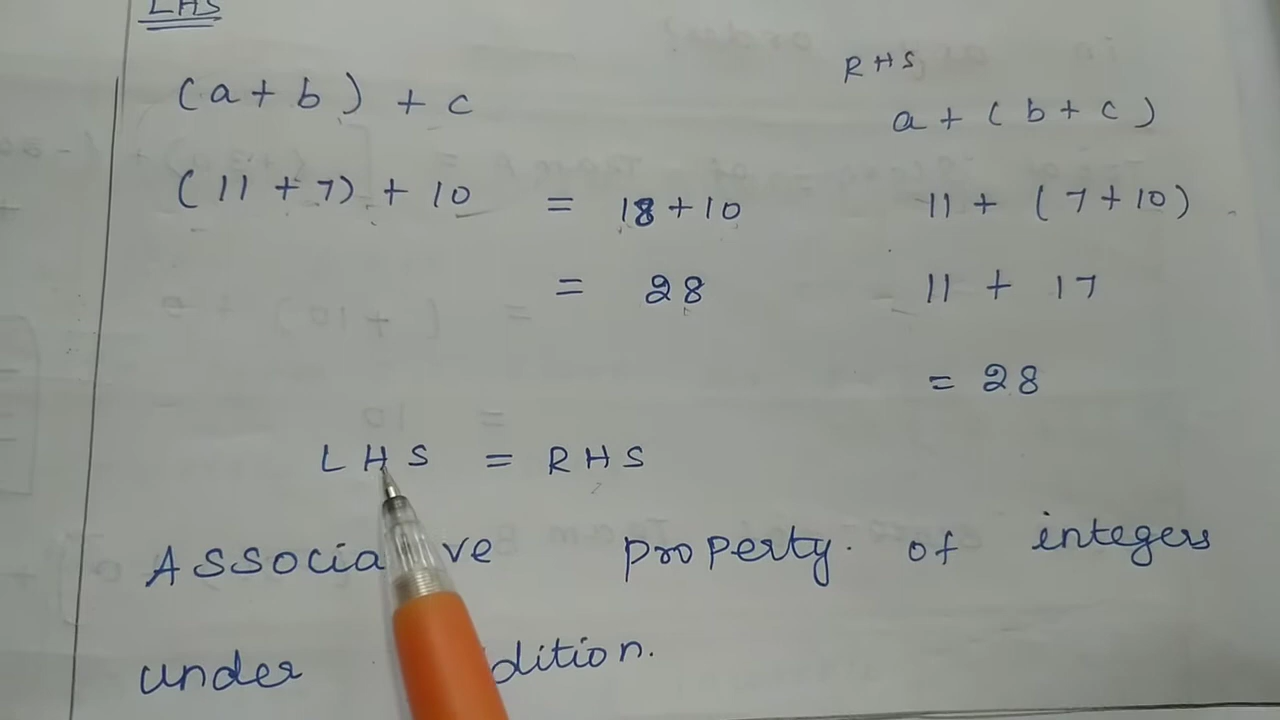 LHS
(a + b) + c
(11 + 7) + 10 = 18 + 10
= 28
RHS
a + (b + c)
11 + (7 + 10)
11 + 17
= 28
LHS = RHS
property. of integers
under